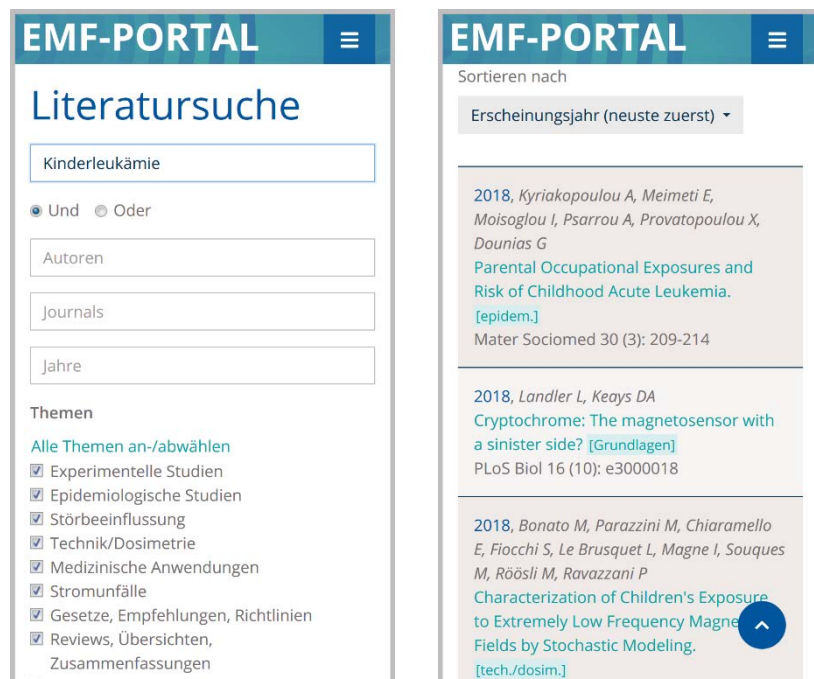 EMF-PORTAL
Literatursuche
Kinderleukämie
Und Oder
Autoren
Journals
Jahre
Themen
Alle Themen an-/abwählen
Experimentelle Studien
Epidemiologische Studien
Störbeeinflussung
Technik/Dosimetrie
Medizinische Anwendungen
Stromunfälle
Gesetze, Empfehlungen, Richtlinien
Reviews, Übersichten,
Zusammenfassungen
EMF-PORTAL
Sortieren nach
Erscheinungsjahr (neuste zuerst)
2018, Kyriakopoulou A, Meimeti E,
Moisoglou I, Psarrou A, Provatopoulou X,
Dounias G
Parental Occupational Exposures and
Risk of Childhood Acute Leukemia.
[epidem.]
Mater Sociomed 30 (3): 209-214
2018, Landler L, Keays DA
Cryptochrome: The magnetosensor with
a sinister side? [Grundlagen]
PLoS Biol 16 (10): e3000018
2018, Bonato M, Parazzini M, Chiaramello
E, Fiocchi S, Le Brusquet L, Magne I, Souques
M, Röösli M, Ravazzani P
Characterization of Children's Exposure
to Extremely Low Frequency Magne
Fields by Stochastic Modeling.
[tech./dosim.]